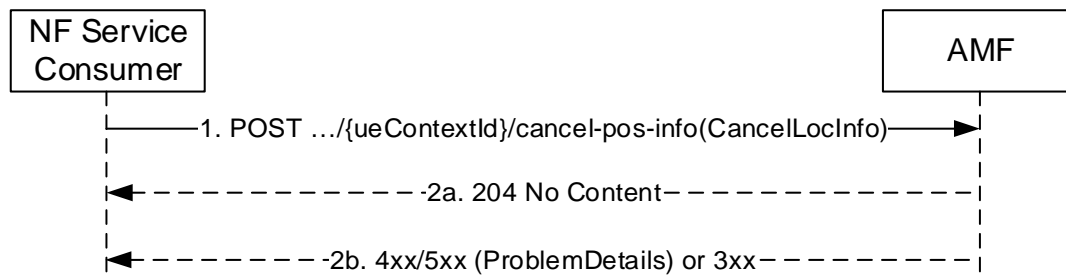 NF Service
Consumer
AMF
1. POST …/{ueContextId}/cancel-pos-info(CancelLocInfo)
2a. 204 No Content
2b. 4xx/5xx (ProblemDetails) or 3xx